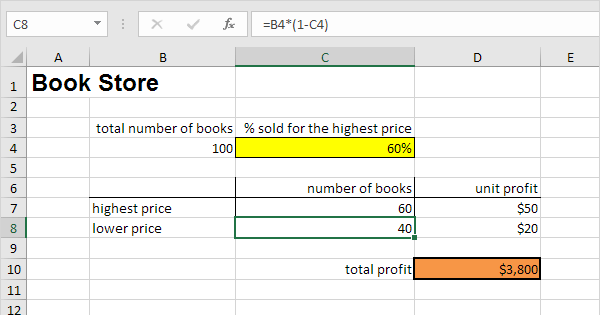 C8 fx =B4*(1-C4)
A B C D E
1 Book Store
2
3 total number of books % sold for the highest price
4 100 60%
5
6 number of books unit profit
7 highest price 60 $50
8 lower price 40 $20
9
10 total profit $3,800
11
12